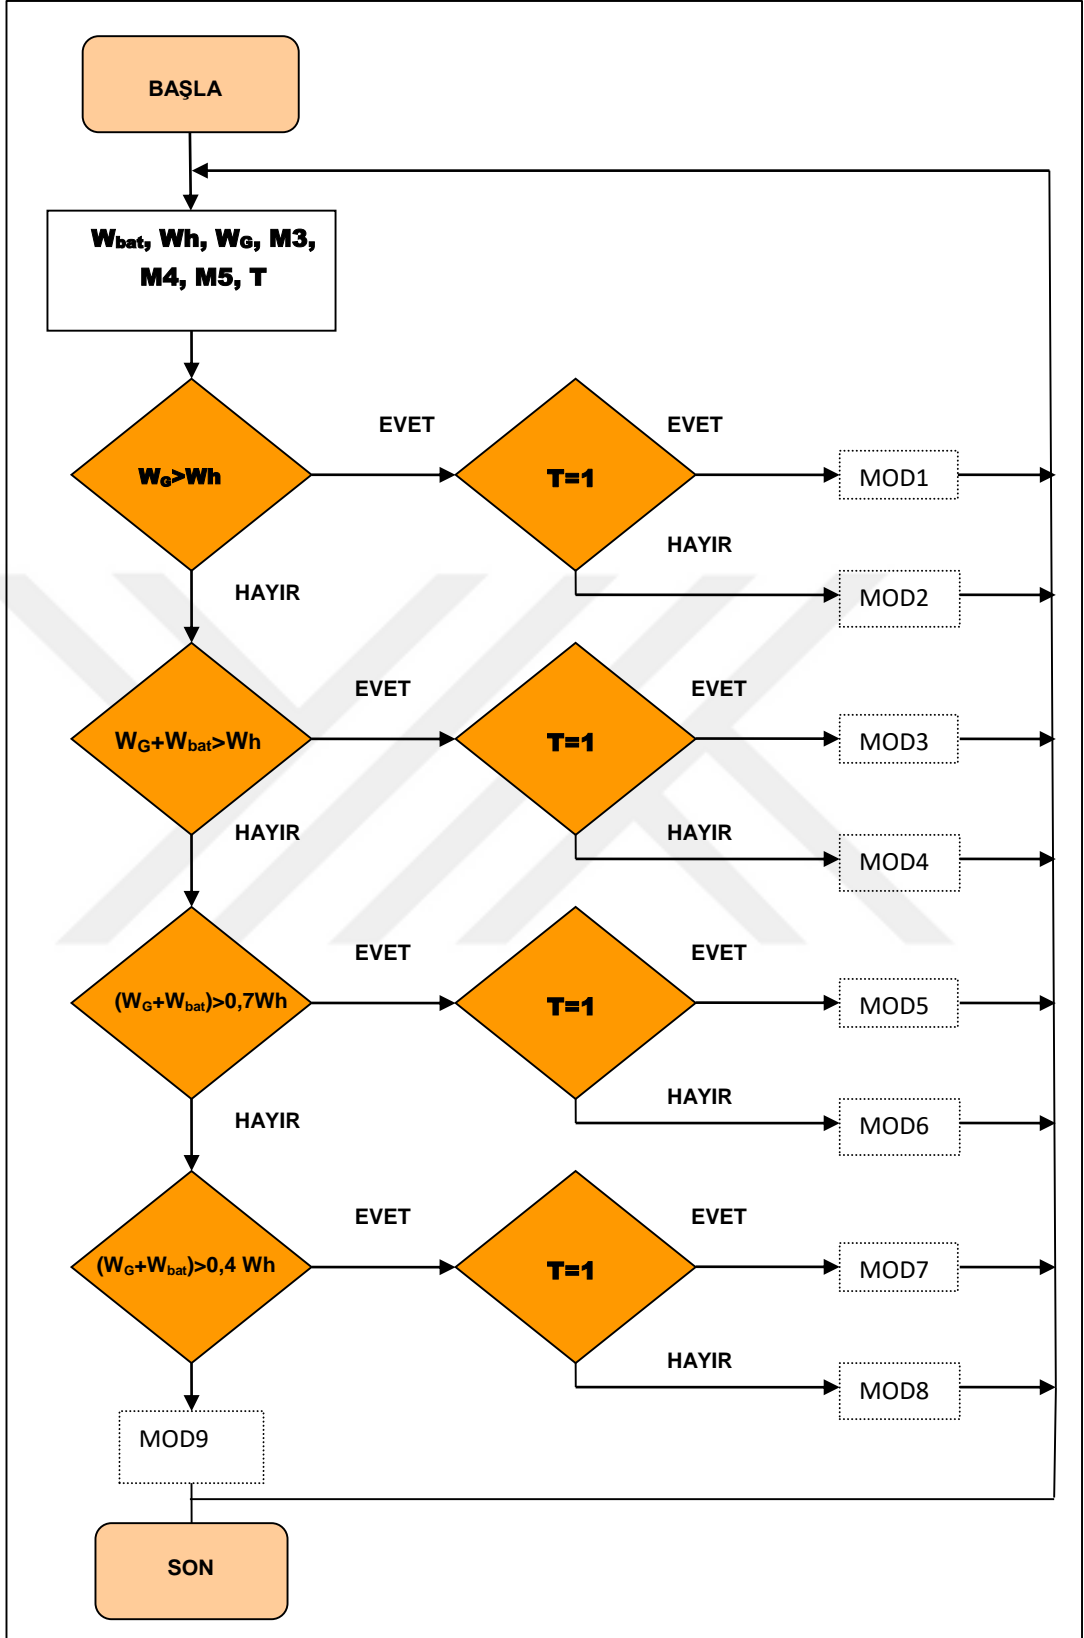 BAŞLA
Wbat, Wh, WG, M3,
M4, M5, T
EVET
EVET
WG>Wh
T=1
MOD1
HAYIR
MOD2
HAYIR
EVET
EVET
WG+Wbat>Wh
T=1
MOD3
HAYIR
HAYIR
MOD4
EVET
EVET
(WG+Wbat)>0,7Wh
T=1
MOD5
HAYIR
HAYIR
MOD6
EVET
EVET
(WG+Wbat)>0,4 Wh
T=1
MOD7
HAYIR
MOD8
HAYIR
MOD9
SON